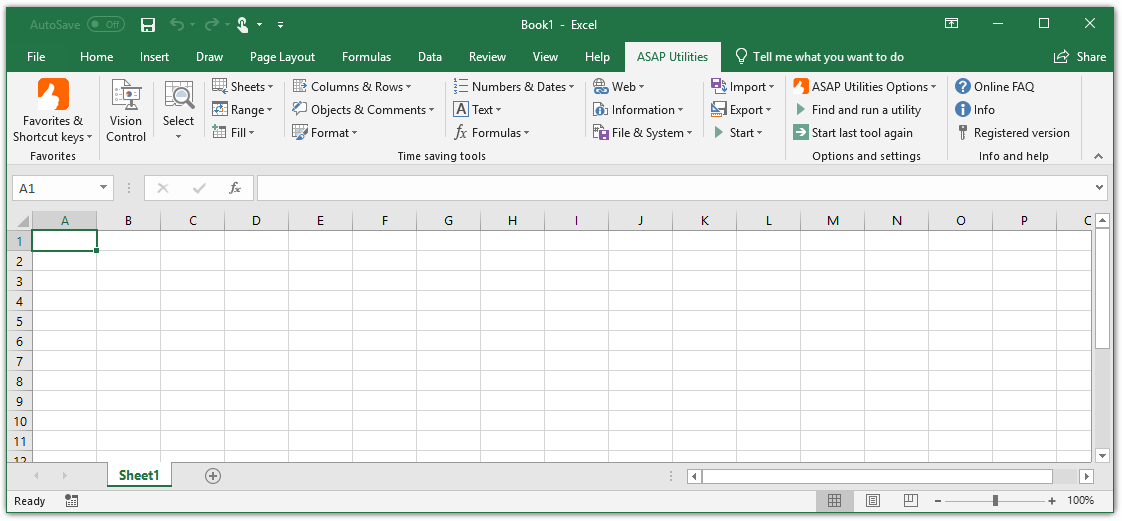 AutoSave Off Book1 - Excel
File Home Insert Draw Page Layout Formulas Data Review View Help ASAP Utilities Tell me what you want to do Share
Favorites &
Shortcut keys
Favorites
Vision
Control
Select
Sheets
Range
Fill
Columns & Rows
Objects & Comments
Format
Numbers & Dates
Text
Formulas
Web
Information
File & System
Import
Export
Start
Time saving tools
ASAP Utilities Options
Find and run a utility
Start last tool again
Options and settings
Online FAQ
Info
Registered version
Info and help
A1 fx
A B C D E F G H I J K L M N O P
1
2
3
4
5
6
7
8
9
10
11
12
Sheet1
Ready 100%